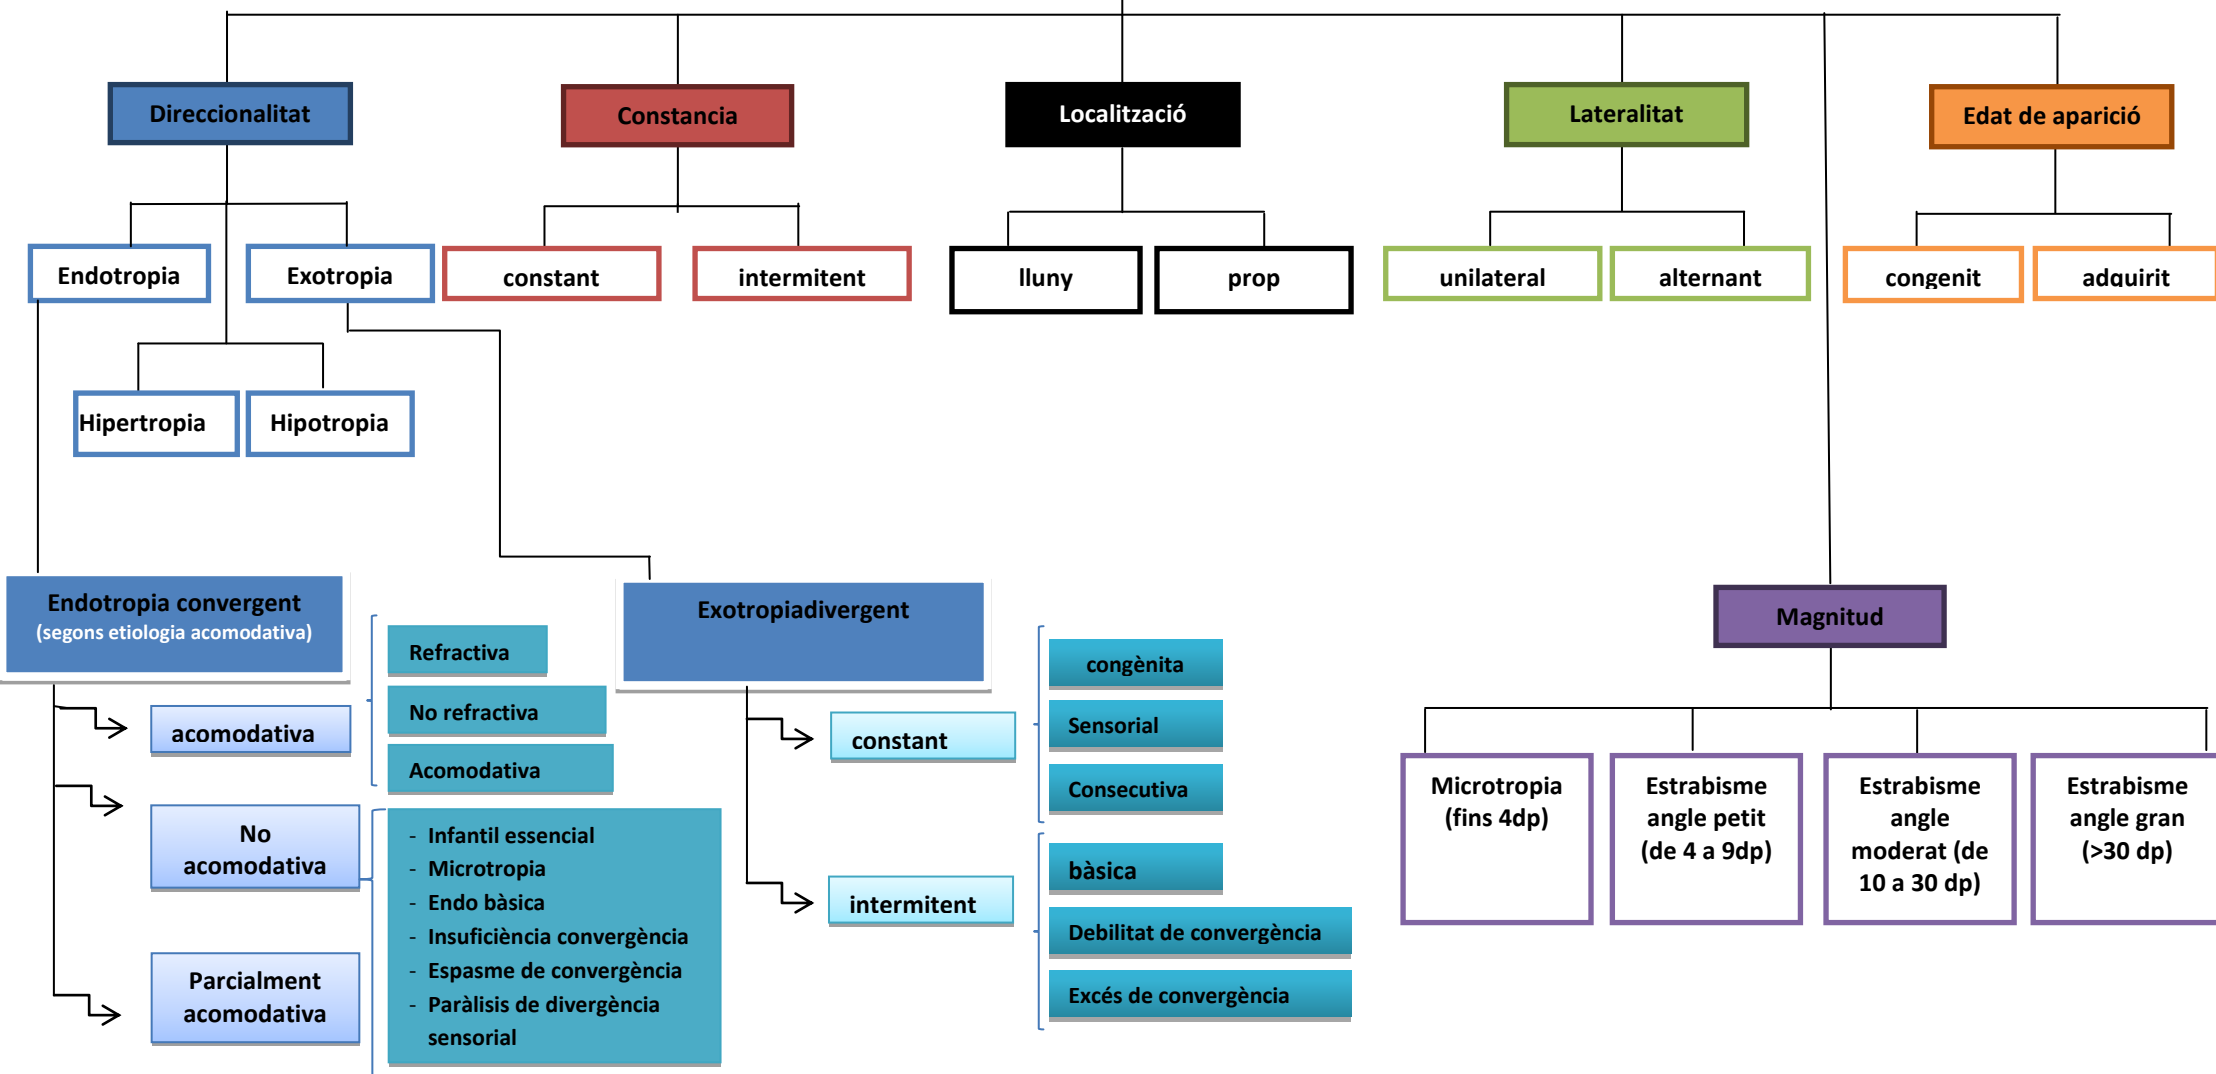 Direccionalitat
Constancia
Localització
Lateralitat
Edat de aparició
Endotropia
Exotropia
constant
intermitent
lluny
prop
unilateral
alternant
congenit
adquirit
Hipertropia
Hipotropia
Endotropia convergent
(segons etiologia acomodativa)
acomodativa
Refractiva
No refractiva
Acomodativa
No
acomodativa
- Infantil essencial
- Microtropia
- Endo bàsica
- Insuficiència convergència
- Espasme de convergència
- Paràlisis de divergència
sensorial
Parcialment
acomodativa
Exotropiadivergent
constant
congènita
Sensorial
Consecutiva
intermitent
bàsica
Debilitat de convergència
Excés de convergència
Magnitud
Microtropia
(fins 4dp)
Estrabisme
angle petit
(de 4 a 9dp)
Estrabisme
angle
moderat (de
10 a 30 dp)
Estrabisme
angle gran
(>30 dp)